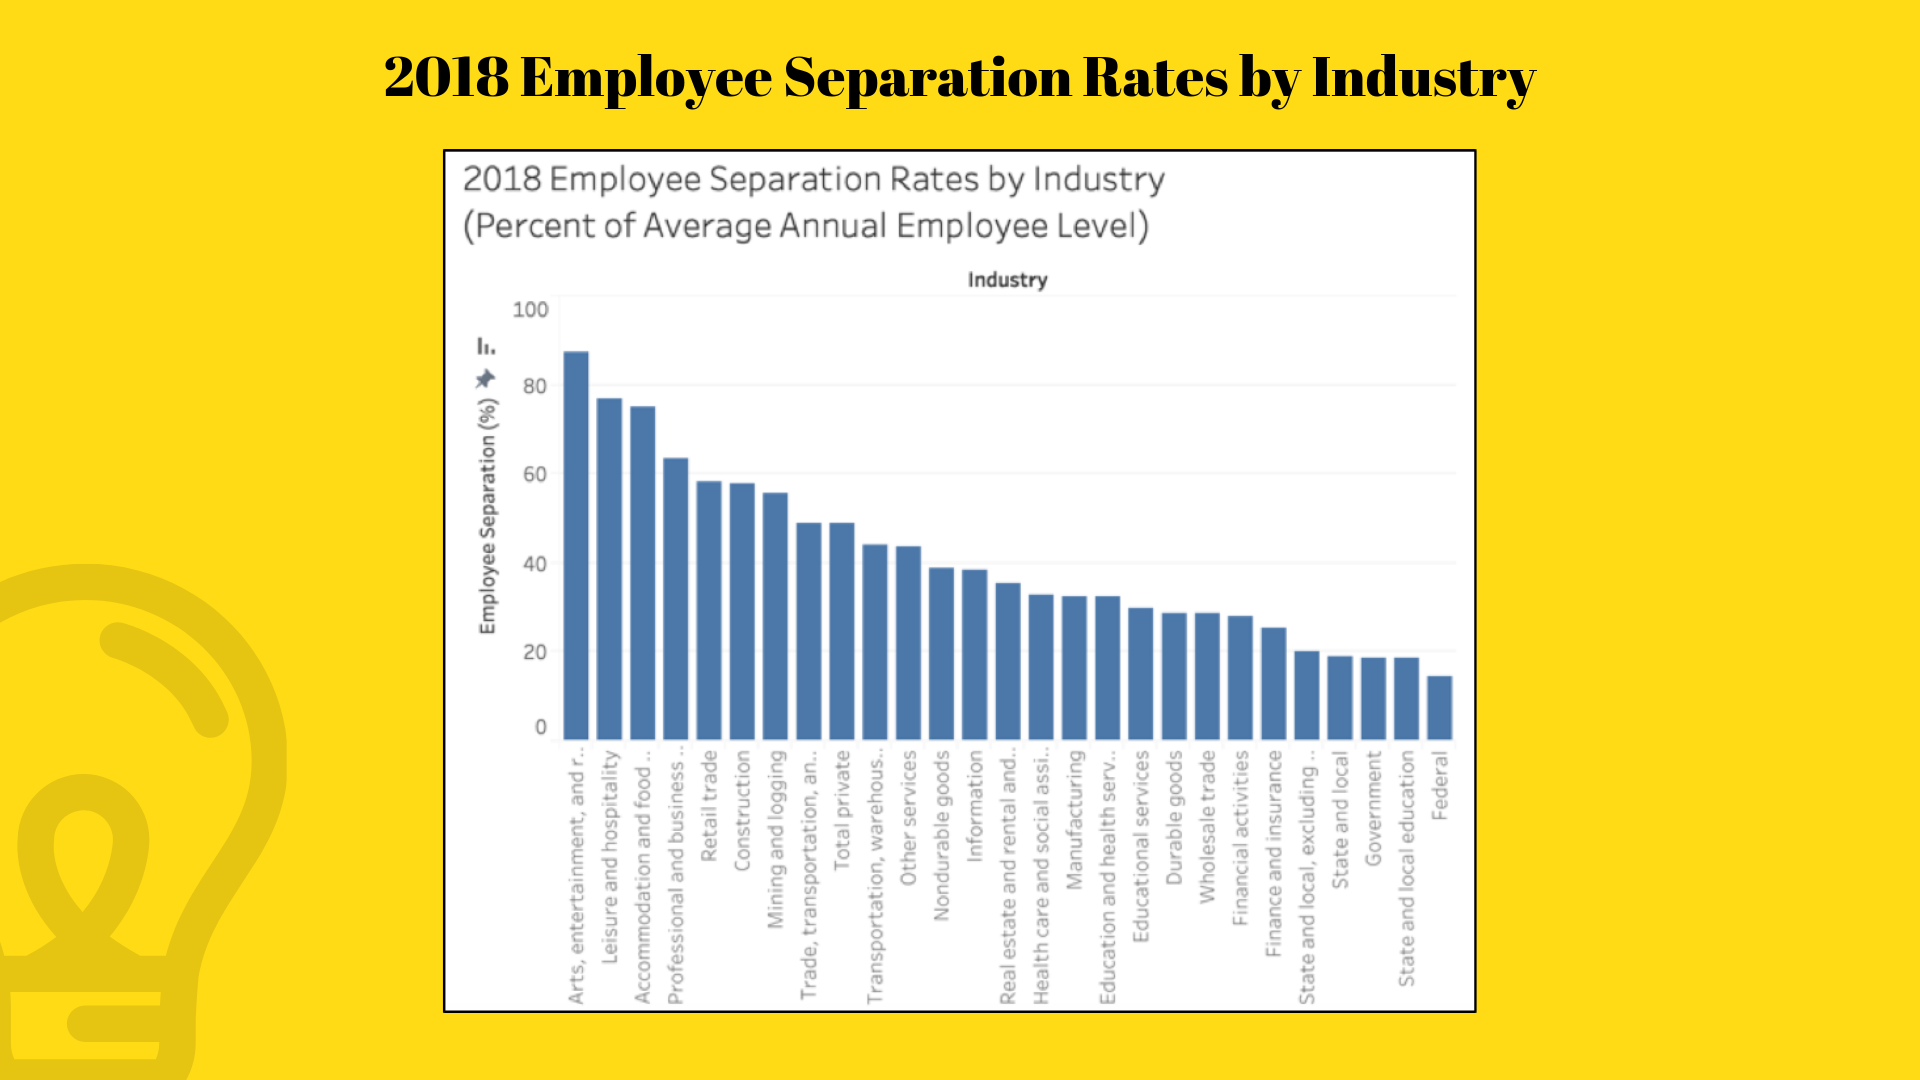 2018 Employee Separation Rates by Industry
2018 Employee Separation Rates by Industry
(Percent of Average Annual Employee Level)
Industry
Employee Separation (%)
100
80
60
40
20
0
Arts, entertainment, and r..
Leisure and hospitality
Accommodation and food ..
Professional and business ..
Retail trade
Construction
Mining and logging
Trade, transportation, an..
Total private
Transportation, warehous..
Other services
Nondurable goods
Information
Real estate and rental and..
Health care and social assi..
Manufacturing
Education and health serv..
Educational services
Durable goods
Wholesale trade
Financial activities
Finance and insurance
State and local, excluding ..
State and local
Government
State and local education
Federal